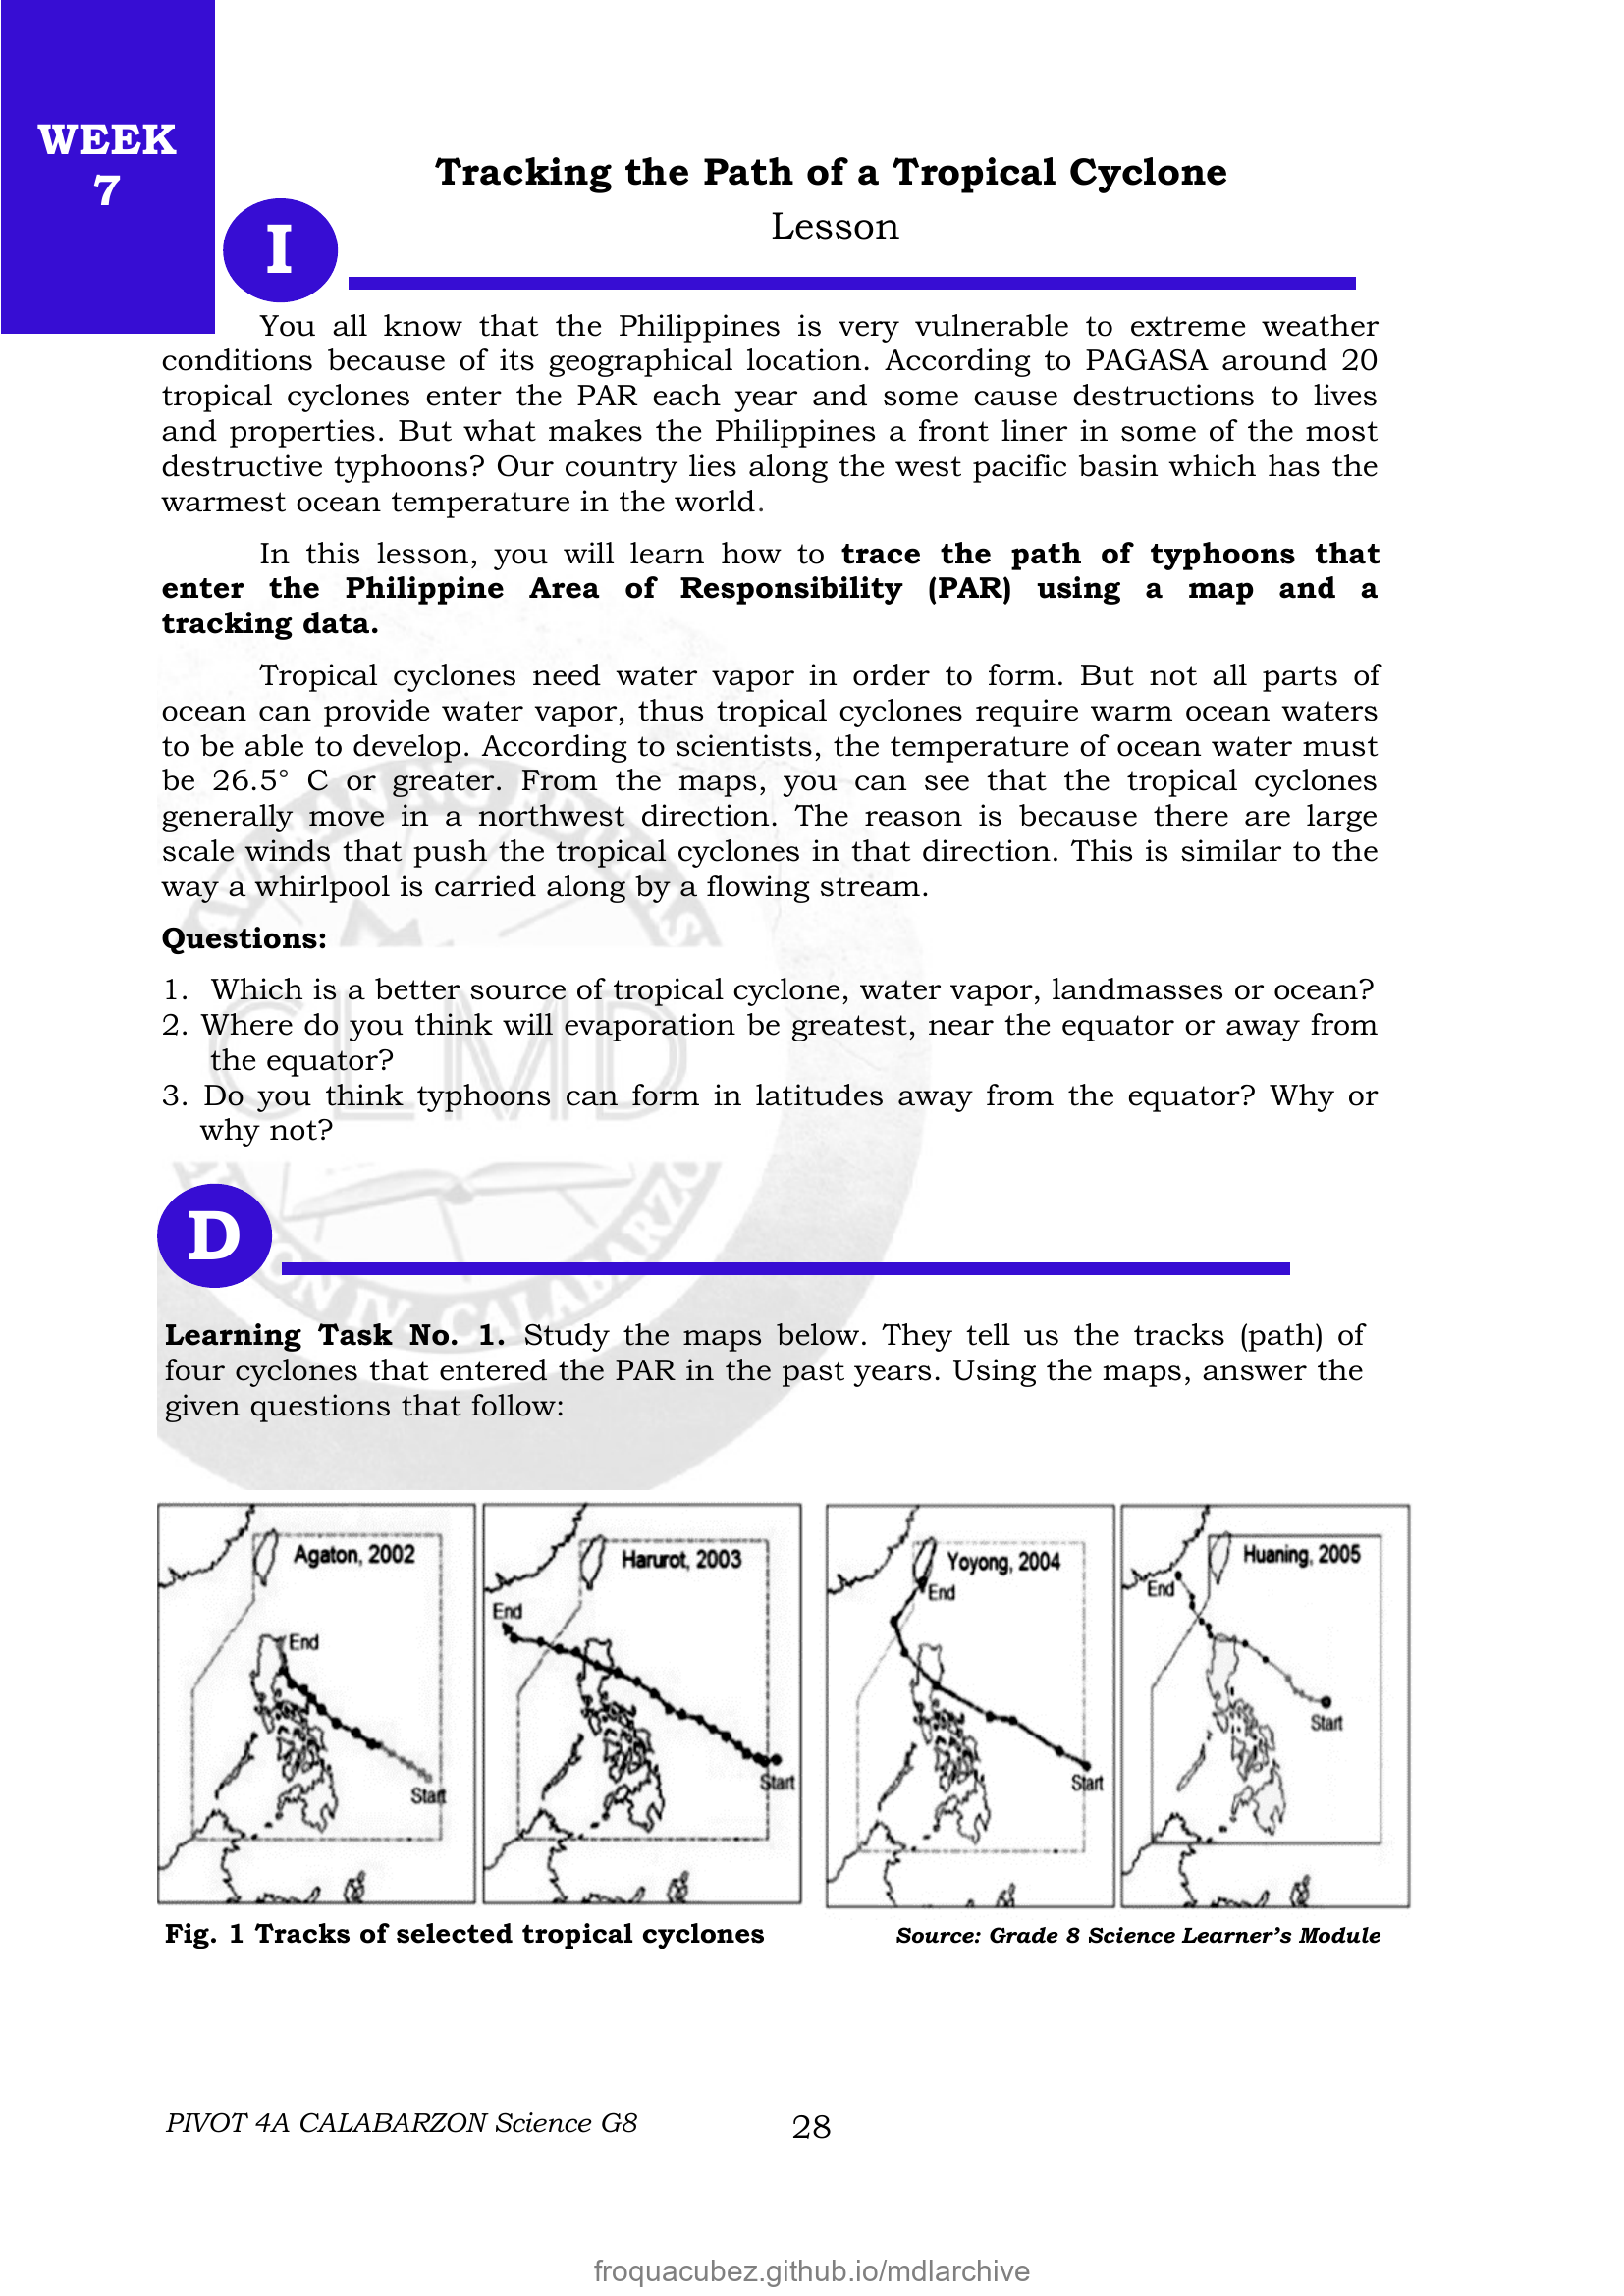 WEEK
7
Tracking the Path of a Tropical Cyclone
Lesson
I
You all know that the Philippines is very vulnerable to extreme weather
conditions because of its geographical location. According to PAGASA around 20
tropical cyclones enter the PAR each year and some cause destructions to lives
and properties. But what makes the Philippines a front liner in some of the most
destructive typhoons? Our country lies along the west pacific basin which has the
warmest ocean temperature in the world.
In this lesson, you will learn how to trace the path of typhoons that
enter the Philippine Area of Responsibility (PAR) using a map and a
tracking data.
Tropical cyclones need water vapor in order to form. But not all parts of
ocean can provide water vapor, thus tropical cyclones require warm ocean waters
to be able to develop. According to scientists, the temperature of ocean water must
be 26.5° C or greater. From the maps, you can see that the tropical cyclones
generally move in a northwest direction. The reason is because there are large
scale winds that push the tropical cyclones in that direction. This is similar to the
way a whirlpool is carried along by a flowing stream.
Questions:
1. Which is a better source of tropical cyclone, water vapor, landmasses or ocean?
2. Where do you think will evaporation be greatest, near the equator or away from
the equator?
3. Do you think typhoons can form in latitudes away from the equator? Why or
why not?
CLMD
D
Learning Task No. 1. Study the maps below. They tell us the tracks (path) of
four cyclones that entered the PAR in the past years. Using the maps, answer the
given questions that follow:
Agaton, 2002
End
Start
Harurot, 2003
End
Start
Yoyong, 2004
End
Start
Huaning, 2005
End
Start
Fig. 1 Tracks of selected tropical cyclones
Source: Grade 8 Science Learner's Module
PIVOT 4A CALABARZON Science G8
28
froquacubez.github.io/mdlarchive